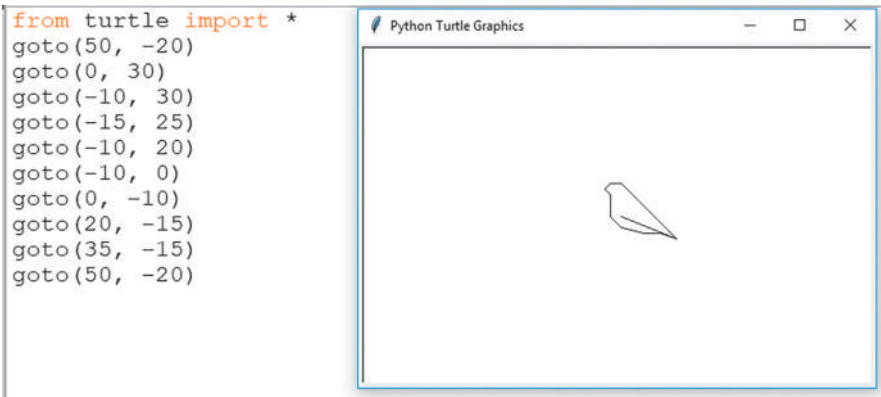 from turtle import *
goto(50, -20)
goto(0, 30)
goto(-10, 30)
goto(-15, 25)
goto(-10, 20)
goto(-10, 0)
goto(0, -10)
goto(20, -15)
goto(35, -15)
goto(50, -20)
Python Turtle Graphics